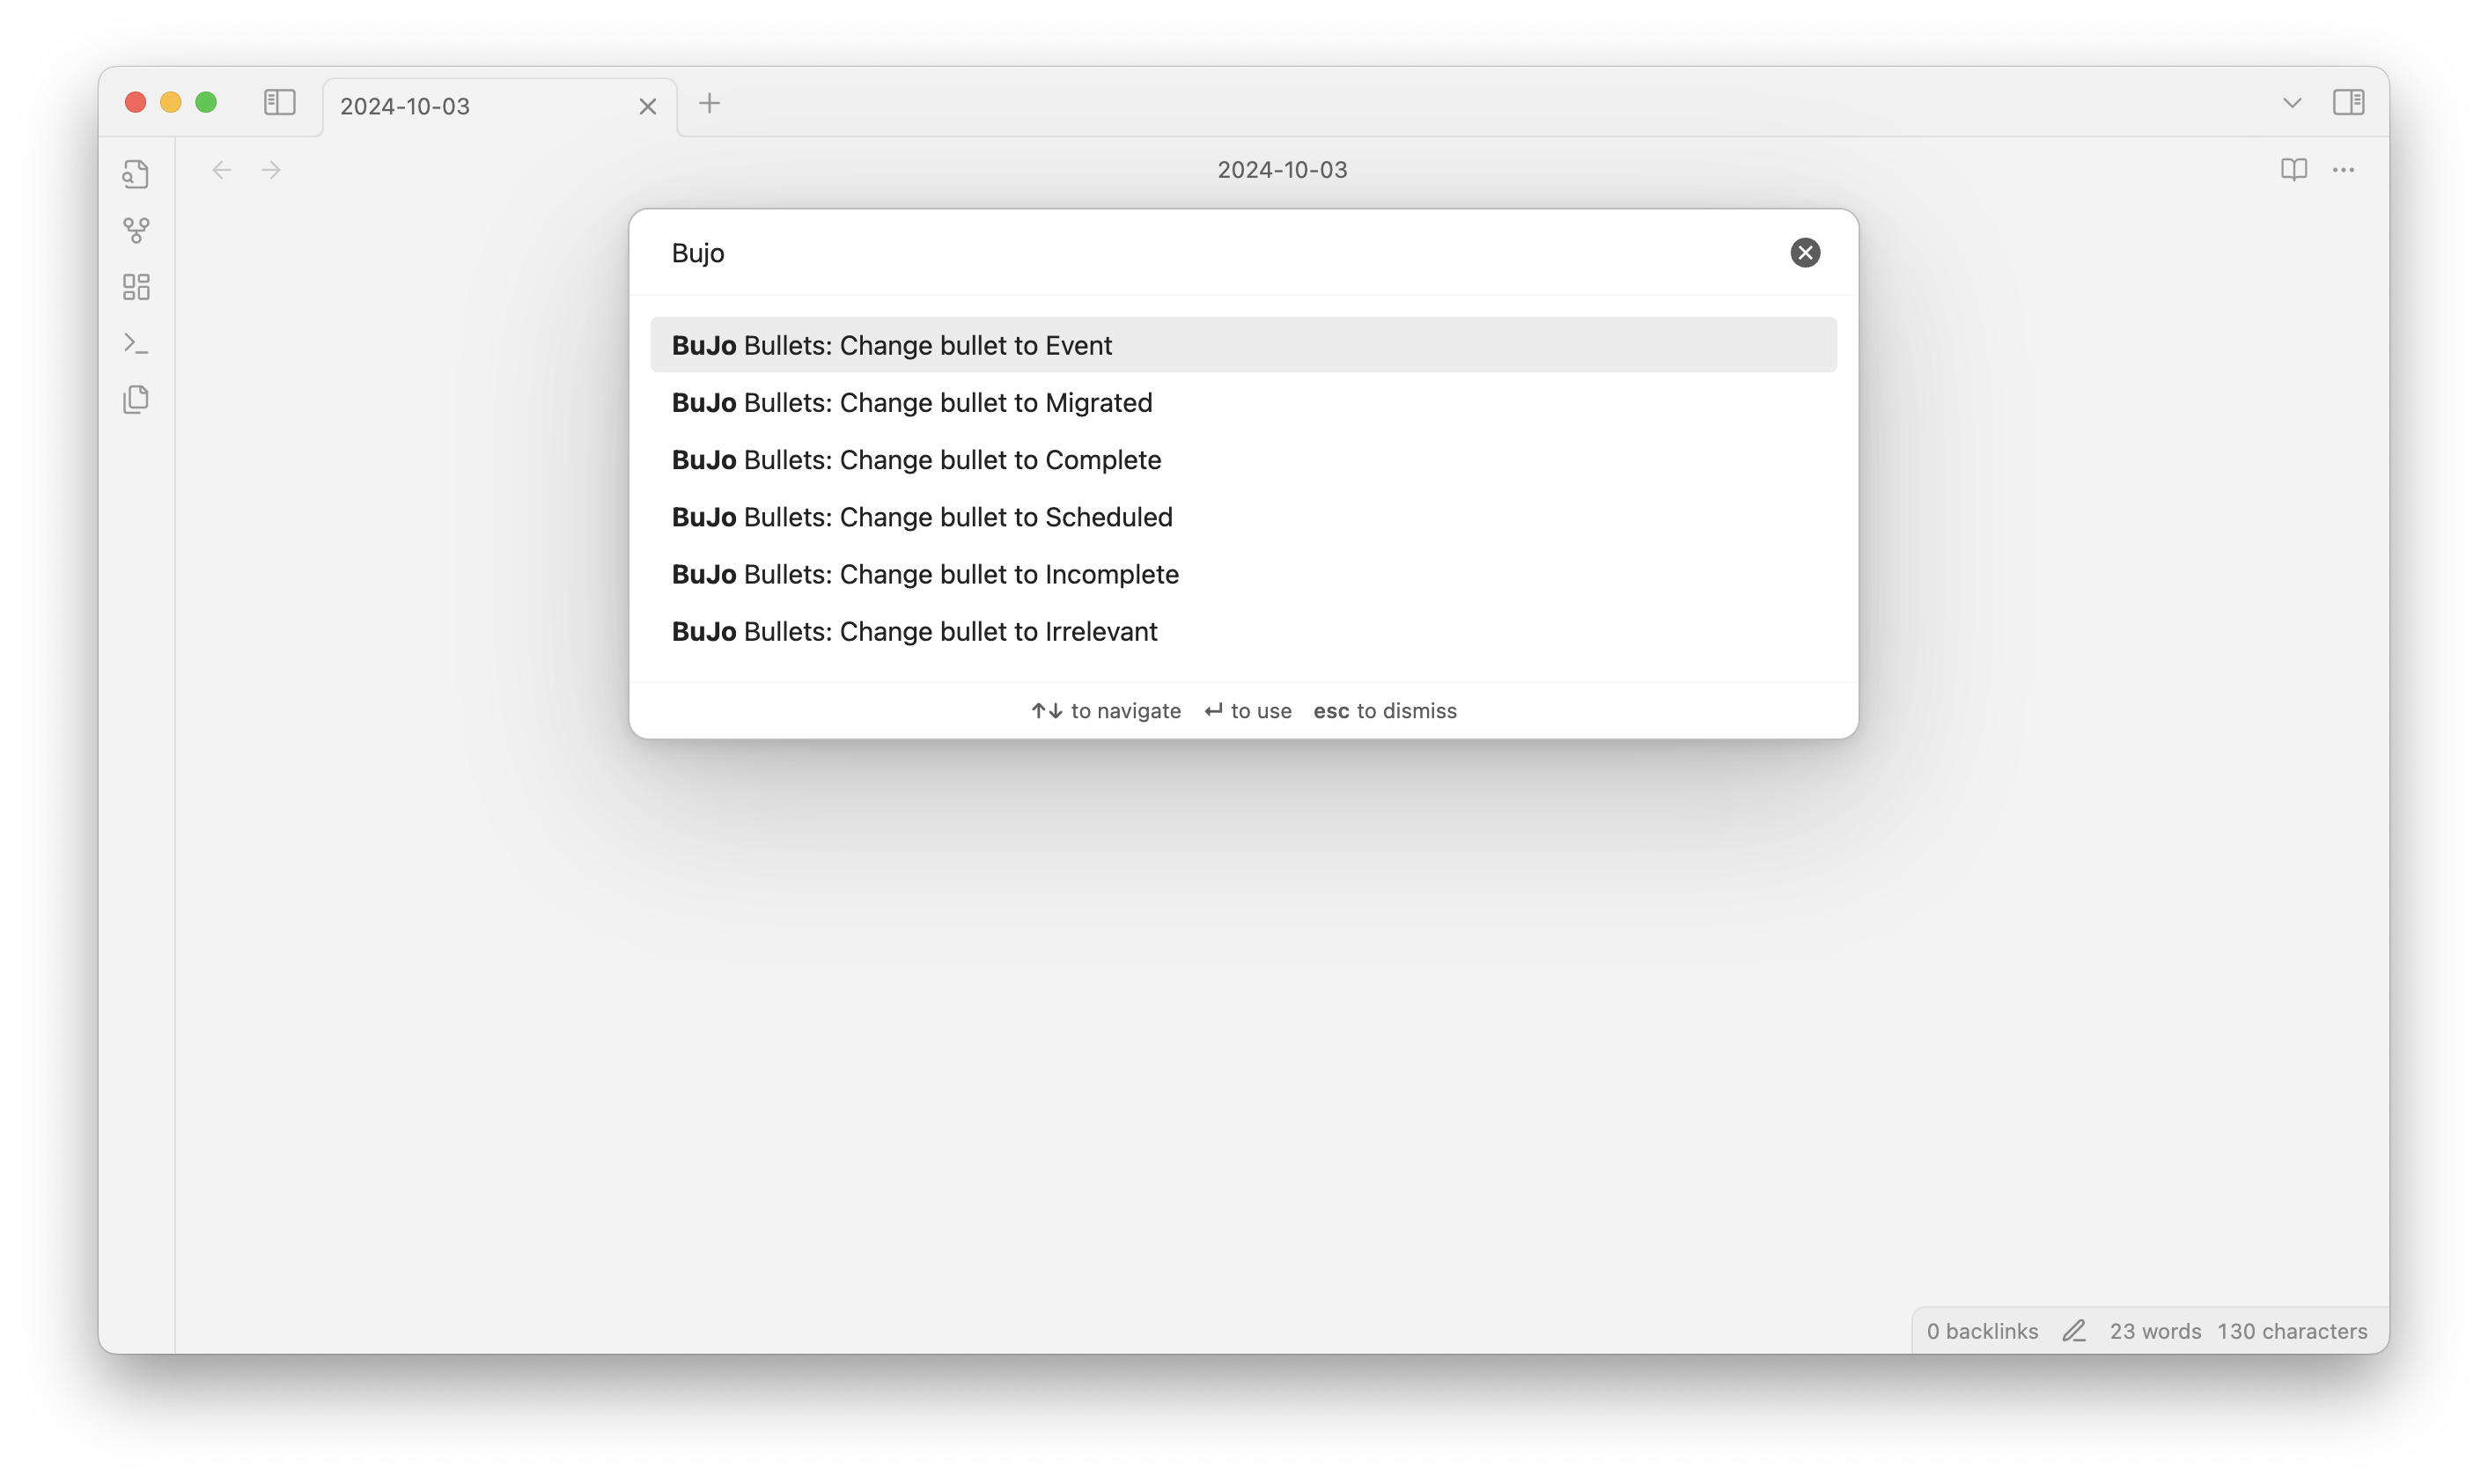 2024-10-03
2024-10-03
Bujo
BuJo Bullets: Change bullet to Event
BuJo Bullets: Change bullet to Migrated
BuJo Bullets: Change bullet to Complete
BuJo Bullets: Change bullet to Scheduled
BuJo Bullets: Change bullet to Incomplete
BuJo Bullets: Change bullet to Irrelevant
↑↓ to navigate ↵ to use esc to dismiss
0 backlinks 23 words 130 characters